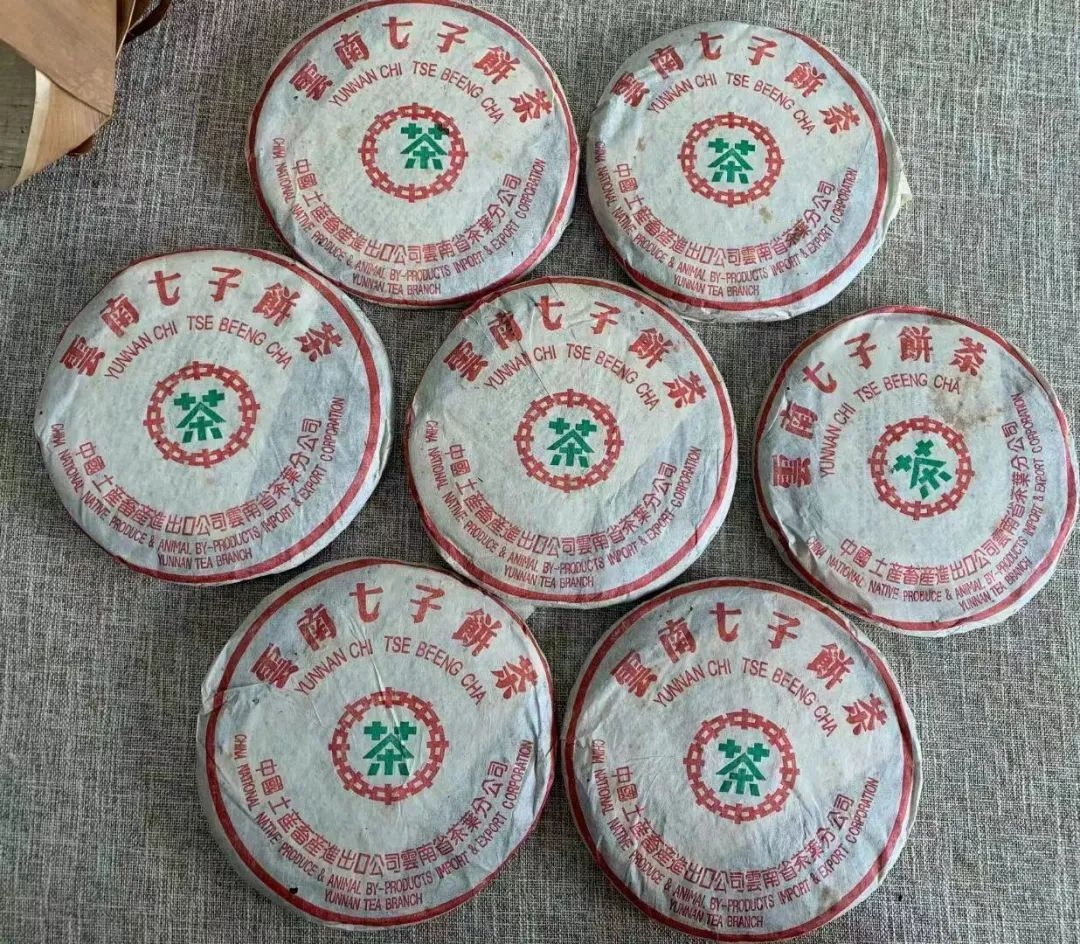 雲南七子餅茶
YUNNAN CHI TSE BEENG CHA
茶
中國土產畜產進出口公司雲南省茶葉分公司
CHINA NATIONAL NATIVE PRODUCE & ANIMAL BY-PRODUCTS IMPORT & EXPORT CORPORATION
YUNNAN TEA BRANCH
雲南七子餅茶
YUNNAN CHI TSE BEENG CHA
茶
中國土產畜產進出口公司雲南省茶葉分公司
CHINA NATIONAL NATIVE PRODUCE & ANIMAL BY-PRODUCTS IMPORT & EXPORT CORPORATION
YUNNAN TEA BRANCH
雲南七子餅茶
YUNNAN CHI TSE BEENG CHA
茶
中國土產畜產進出口公司雲南省茶葉分公司
CHINA NATIONAL NATIVE PRODUCE & ANIMAL BY-PRODUCTS IMPORT & EXPORT CORPORATION
YUNNAN TEA BRANCH
雲南七子餅茶
YUNNAN CHI TSE BEENG CHA
茶
中國土產畜產進出口公司雲南省茶葉分公司
CHINA NATIONAL NATIVE PRODUCE & ANIMAL BY-PRODUCTS IMPORT & EXPORT CORPORATION
YUNNAN TEA BRANCH
雲南七子餅茶
YUNNAN CHI TSE BEENG CHA
茶
中國土產畜產進出口公司雲南省茶葉分公司
CHINA NATIONAL NATIVE PRODUCE & ANIMAL BY-PRODUCTS IMPORT & EXPORT CORPORATION
YUNNAN TEA BRANCH
雲南七子餅茶
YUNNAN CHI TSE BEENG CHA
茶
中國土產畜產進出口公司雲南省茶葉分公司
CHINA NATIONAL NATIVE PRODUCE & ANIMAL BY-PRODUCTS IMPORT & EXPORT CORPORATION
YUNNAN TEA BRANCH
雲南七子餅茶
YUNNAN CHI TSE BEENG CHA
茶
中國土產畜產進出口公司雲南省茶葉分公司
CHINA NATIONAL NATIVE PRODUCE & ANIMAL BY-PRODUCTS IMPORT & EXPORT CORPORATION
YUNNAN TEA BRANCH